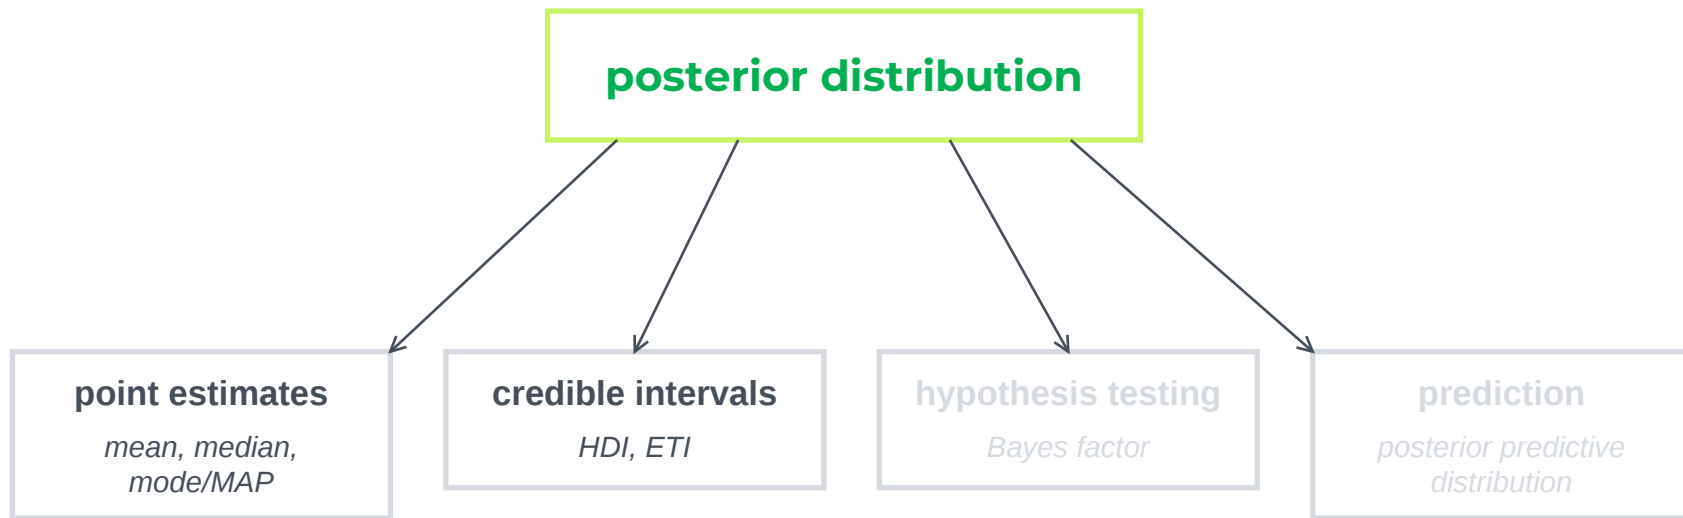 posterior distribution
point estimates
mean, median,
mode/MAP
credible intervals
HDI, ETI
hypothesis testing
Bayes factor
prediction
posterior predictive
distribution